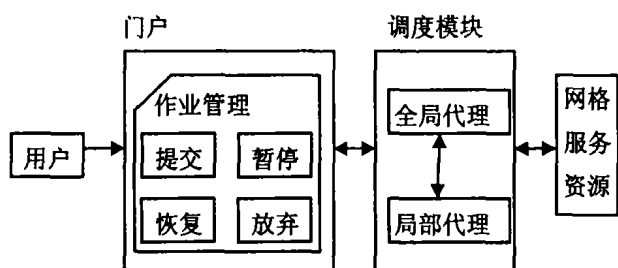 门户
调度模块
作业管理
用户
提交
暂停
恢复
放弃
全局代理
局部代理
网格
服务
资源